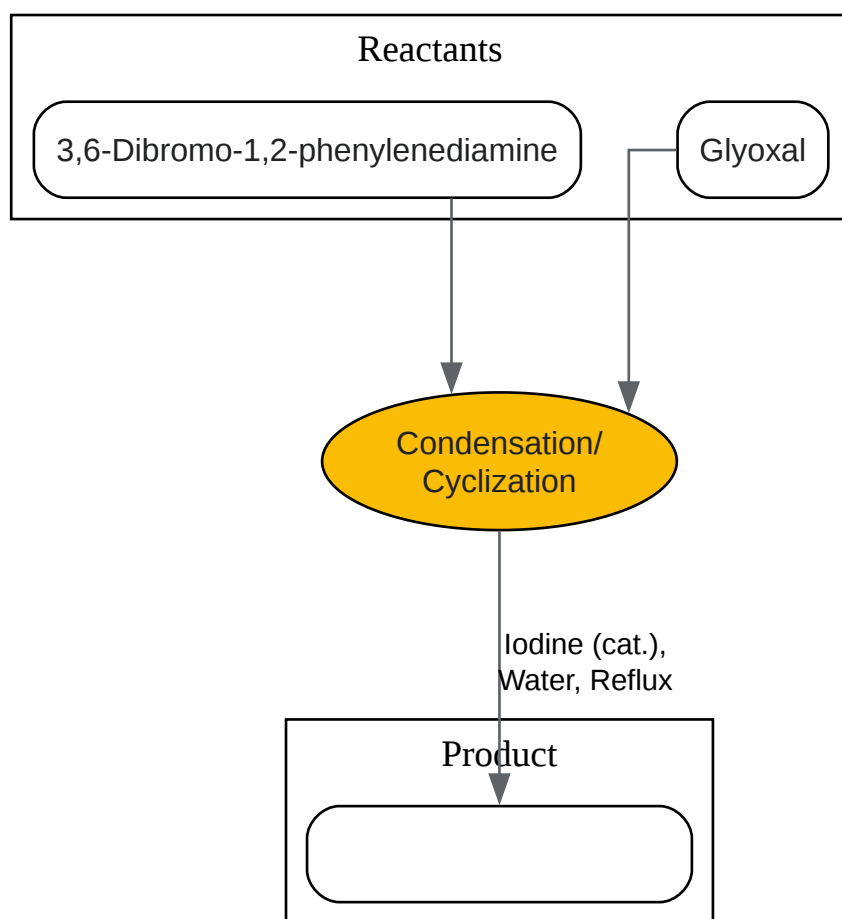 Reactants
3,6-Dibromo-1,2-phenylenediamine
Glyoxal
Condensation/
Cyclization
Iodine (cat.),
Water, Reflux
Product